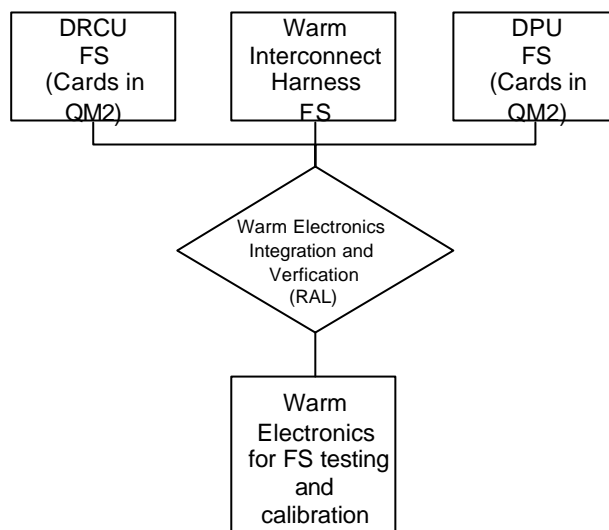 DRCU
FS
(Cards in
QM2)
Warm
Interconnect
Harness
FS
DPU
FS
(Cards in
QM2)
Warm Electronics
Integration and
Verfication
(RAL)
Warm
Electronics
for FS testing
and
calibration